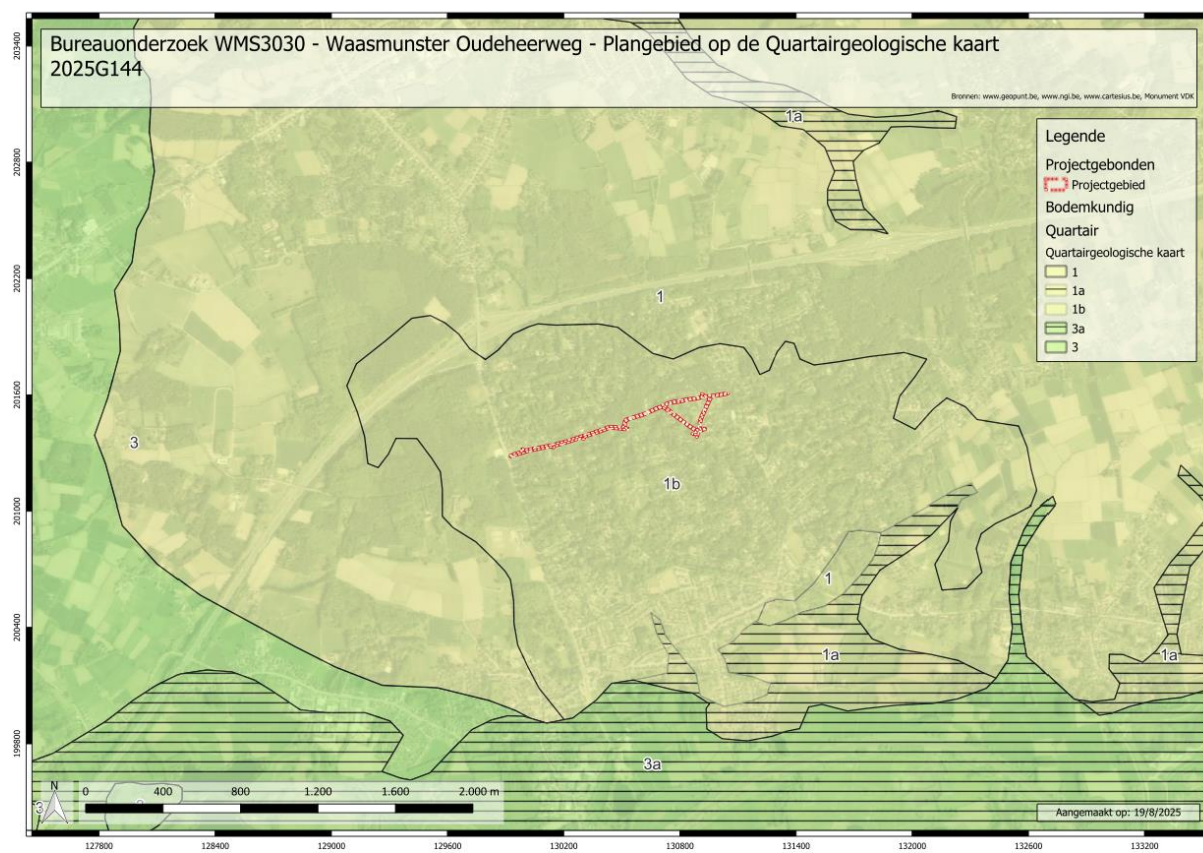 Bureauonderzoek WMS3030 - Waasmunster Oudeheerweg - Plangebied op de Quartairgeologische kaart
2025G144
Bronnen: www.geopunt.be, www.ngi.be, www.cartesius.be, Monument VDK
Legende
Projectgebonden
Projectgebied
Bodemkundig
Quartair
Quartairgeologische kaart
1
1a
1b
3a
3
1a
1
3
1b
1
1a
1a
3a
3
N
0 400 800 1.200 1.600 2.000 m
Aangemaakt op: 19/8/2025
203400
202800
202200
201600
201000
200400
199800
127800 128400 129000 129600 130200 130800 131400 132000 132600 133200